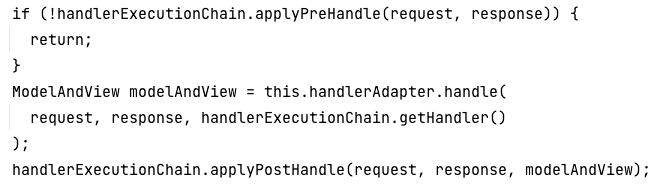 if (!handlerExecutionChain.applyPreHandle(request, response)) {
  return;
}
ModelAndView modelAndView = this.handlerAdapter.handle(
  request, response, handlerExecutionChain.getHandler()
);
handlerExecutionChain.applyPostHandle(request, response, modelAndView);